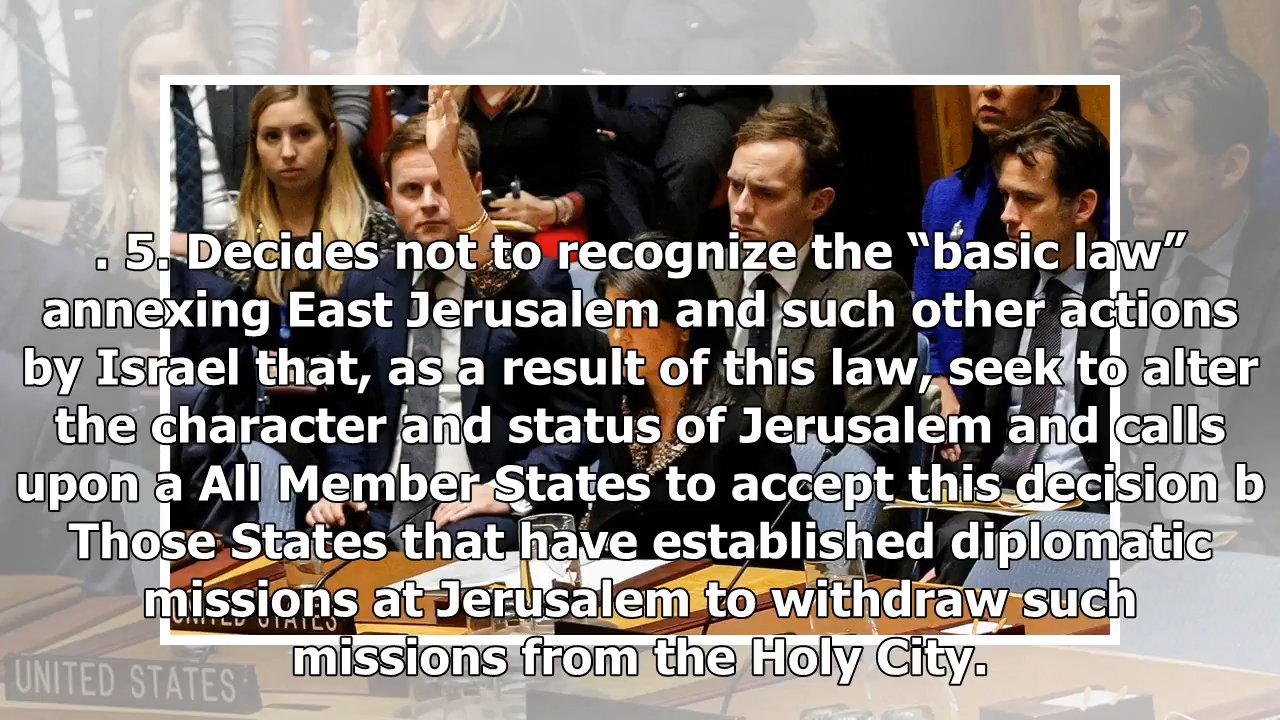 . 5. Decides not to recognize the “basic law”
annexing East Jerusalem and such other actions
by Israel that, as a result of this law, seek to alter
the character and status of Jerusalem and calls
upon a All Member States to accept this decision b
Those States that have established diplomatic
missions at Jerusalem to withdraw such
missions from the Holy City.
UNITED STATES
UNITED STATES